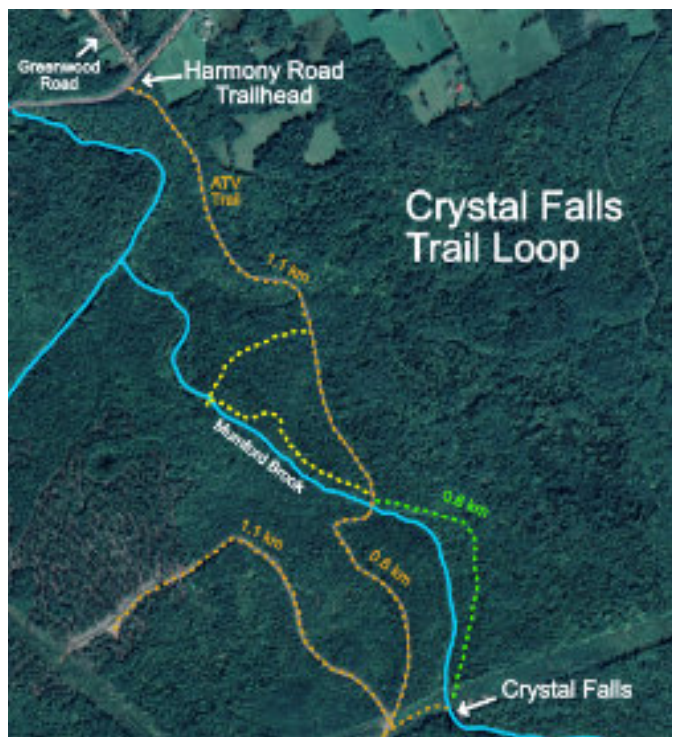 Greenwood
Road
Harmony Road
Trailhead
ATV
Trail
Crystal Falls
Trail Loop
1.1 km
Mumford Brook
0.8 km
1.1 km
0.8 km
Crystal Falls